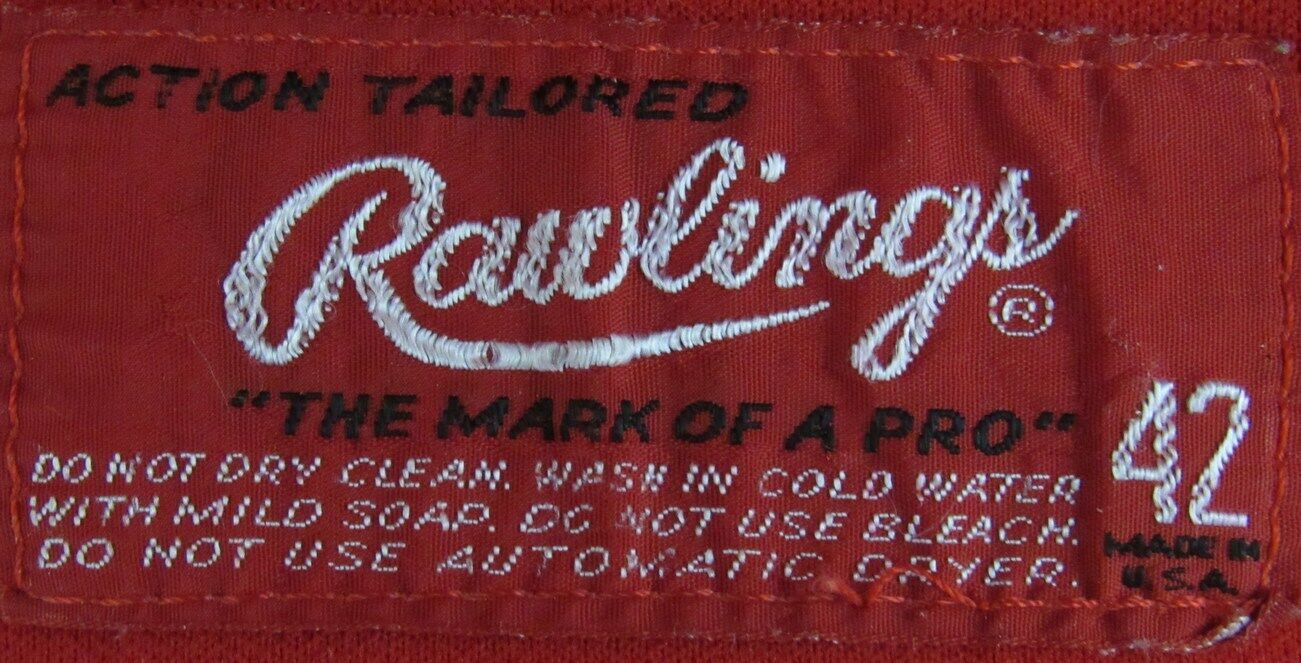 ACTION TAILORED
Rawlings ®
"THE MARK OF A PRO"
42
DO NOT DRY CLEAN. WASH IN COLD WATER
WITH MILD SOAP. DO NOT USE BLEACH.
DO NOT USE AUTOMATIC DRYER.
MADE IN
U.S.A.